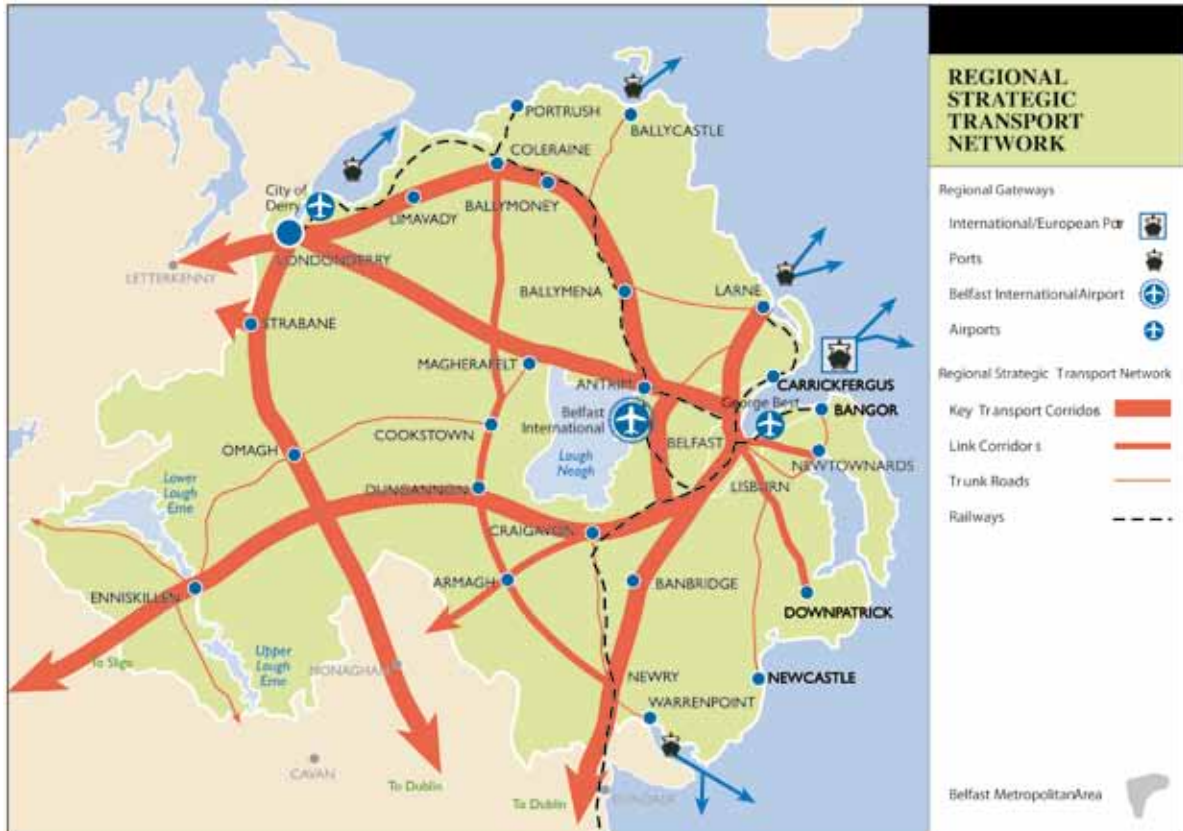 REGIONAL
STRATEGIC
TRANSPORT
NETWORK
Regional Gateways
International/European Por
Ports
Belfast InternationalAirport
Airports
Regional Strategic Transport Network
Key Transport Corridos
Link Corridor s
Trunk Roads
Railways
Belfast MetropolitanArea
PORTRUSH
BALLYCASTLE
COLERAINE
City of
Derry
LIMAVADY
BALLYMONEY
LONDONDERRY
LETTERKENNY
BALLYMENA
LARNE
STRABANE
MAGHERAFELT
ANTRIM
CARRICKFERGUS
George Best
BANGOR
Belfast
International
COOKSTOWN
BELFAST
OMAGH
Lough
Neagh
NEWTOWNARDS
Lower
Lough
Erne
DUNGANNON
LISBURN
CRAIGAVON
ARMAGH
BANBRIDGE
ENNISKILLEN
DOWNPATRICK
To Sligo
Upper
Lough
Erne
MONAGHAN
NEWRY
NEWCASTLE
WARRENPOINT
CAVAN
To Dublin
To Dublin
DUNDALK